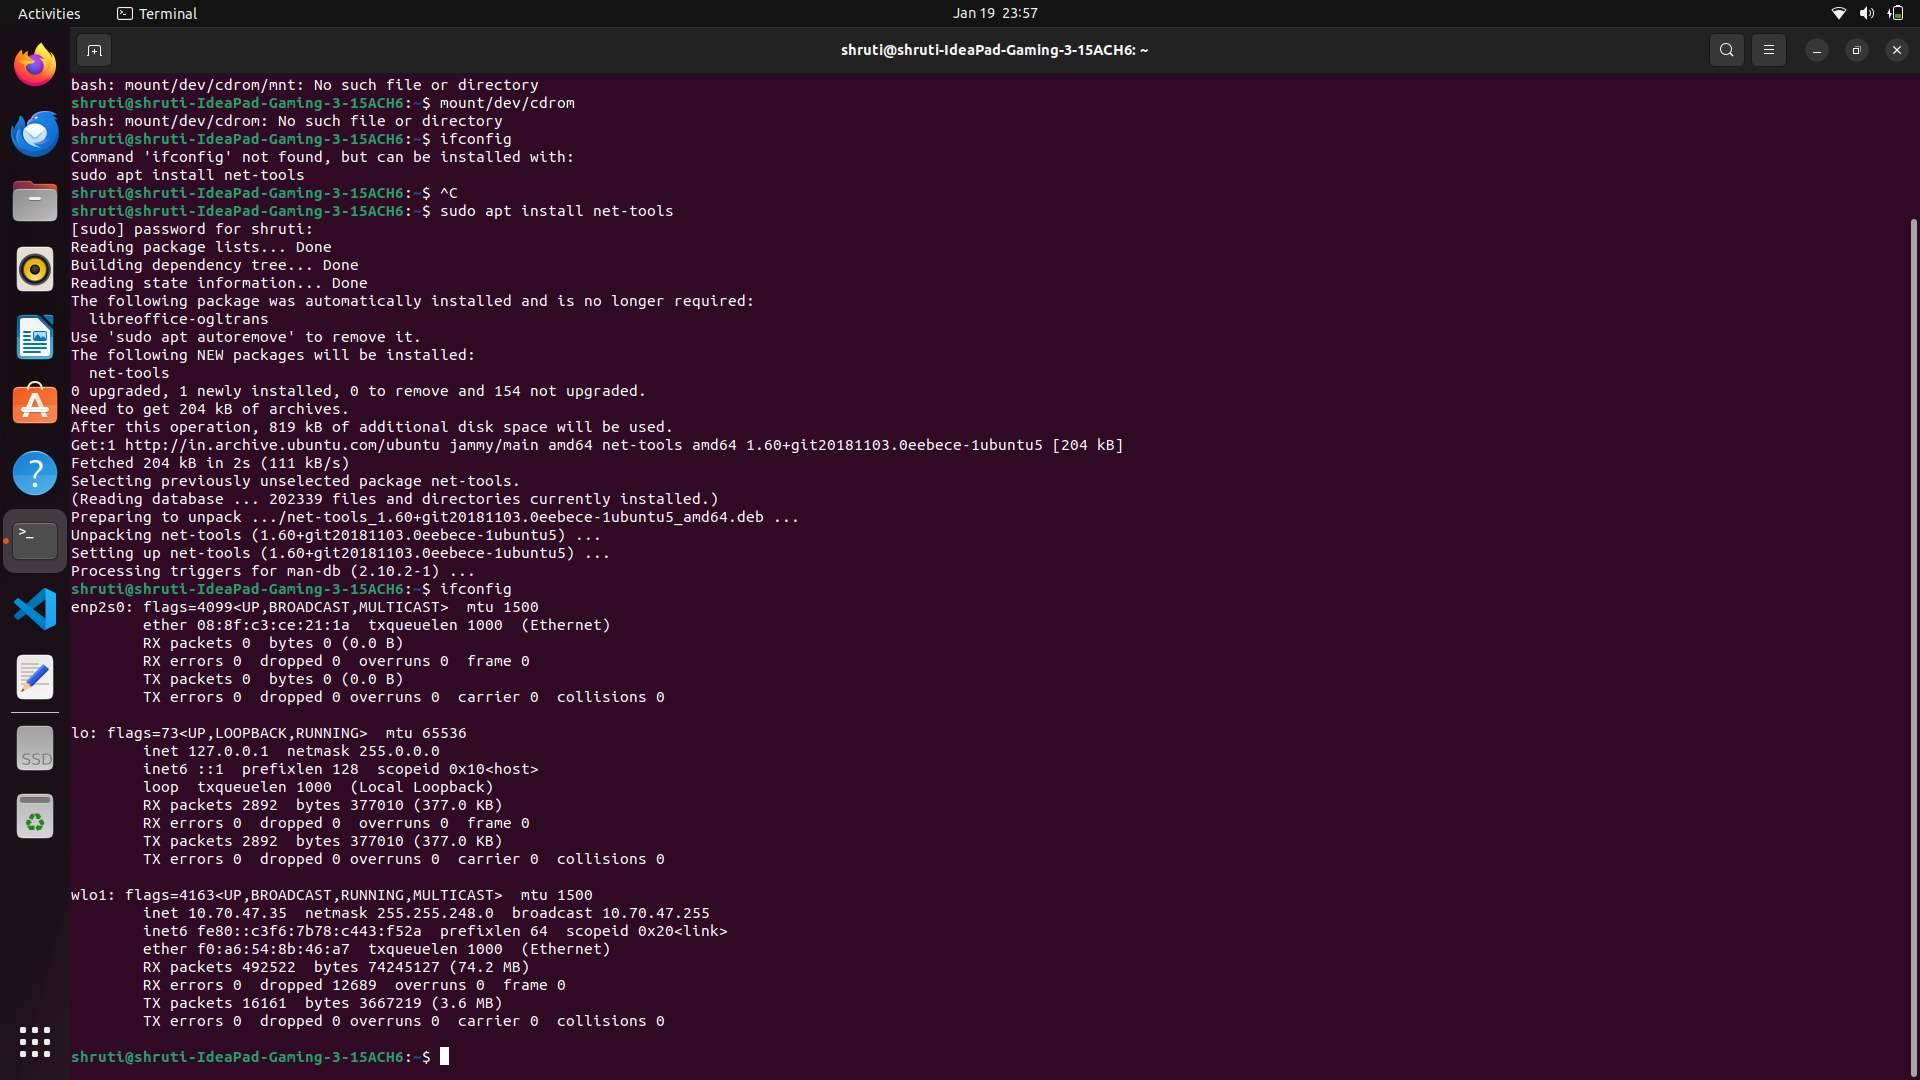 Activities Terminal Jan 19 23:57
shruti@shruti-IdeaPad-Gaming-3-15ACH6: ~
bash: mount/dev/cdrom/mnt: No such file or directory
shruti@shruti-IdeaPad-Gaming-3-15ACH6:~$ mount/dev/cdrom
bash: mount/dev/cdrom: No such file or directory
shruti@shruti-IdeaPad-Gaming-3-15ACH6:~$ ifconfig
Command 'ifconfig' not found, but can be installed with:
sudo apt install net-tools
shruti@shruti-IdeaPad-Gaming-3-15ACH6:~$ ^C
shruti@shruti-IdeaPad-Gaming-3-15ACH6:~$ sudo apt install net-tools
[sudo] password for shruti:
Reading package lists... Done
Building dependency tree... Done
Reading state information... Done
The following package was automatically installed and is no longer required:
  libreoffice-ogltrans
Use 'sudo apt autoremove' to remove it.
The following NEW packages will be installed:
  net-tools
0 upgraded, 1 newly installed, 0 to remove and 154 not upgraded.
Need to get 204 kB of archives.
After this operation, 819 kB of additional disk space will be used.
Get:1 http://in.archive.ubuntu.com/ubuntu jammy/main amd64 net-tools amd64 1.60+git20181103.0eebece-1ubuntu5 [204 kB]
Fetched 204 kB in 2s (111 kB/s)
Selecting previously unselected package net-tools.
(Reading database ... 202339 files and directories currently installed.)
Preparing to unpack .../net-tools_1.60+git20181103.0eebece-1ubuntu5_amd64.deb ...
Unpacking net-tools (1.60+git20181103.0eebece-1ubuntu5) ...
Setting up net-tools (1.60+git20181103.0eebece-1ubuntu5) ...
Processing triggers for man-db (2.10.2-1) ...
shruti@shruti-IdeaPad-Gaming-3-15ACH6:~$ ifconfig
enp2s0: flags=4099<UP,BROADCAST,MULTICAST>  mtu 1500
        ether 08:8f:c3:ce:21:1a  txqueuelen 1000  (Ethernet)
        RX packets 0  bytes 0 (0.0 B)
        RX errors 0  dropped 0  overruns 0  frame 0
        TX packets 0  bytes 0 (0.0 B)
        TX errors 0  dropped 0 overruns 0  carrier 0  collisions 0

lo: flags=73<UP,LOOPBACK,RUNNING>  mtu 65536
        inet 127.0.0.1  netmask 255.0.0.0
        inet6 ::1  prefixlen 128  scopeid 0x10<host>
        loop  txqueuelen 1000  (Local Loopback)
        RX packets 2892  bytes 377010 (377.0 KB)
        RX errors 0  dropped 0  overruns 0  frame 0
        TX packets 2892  bytes 377010 (377.0 KB)
        TX errors 0  dropped 0 overruns 0  carrier 0  collisions 0

wlo1: flags=4163<UP,BROADCAST,RUNNING,MULTICAST>  mtu 1500
        inet 10.70.47.35  netmask 255.255.248.0  broadcast 10.70.47.255
        inet6 fe80::c3f6:7b78:c443:f52a  prefixlen 64  scopeid 0x20<link>
        ether f0:a6:54:8b:46:a7  txqueuelen 1000  (Ethernet)
        RX packets 492522  bytes 74245127 (74.2 MB)
        RX errors 0  dropped 12689  overruns 0  frame 0
        TX packets 16161  bytes 3667219 (3.6 MB)
        TX errors 0  dropped 0 overruns 0  carrier 0  collisions 0

shruti@shruti-IdeaPad-Gaming-3-15ACH6:~$
SSD